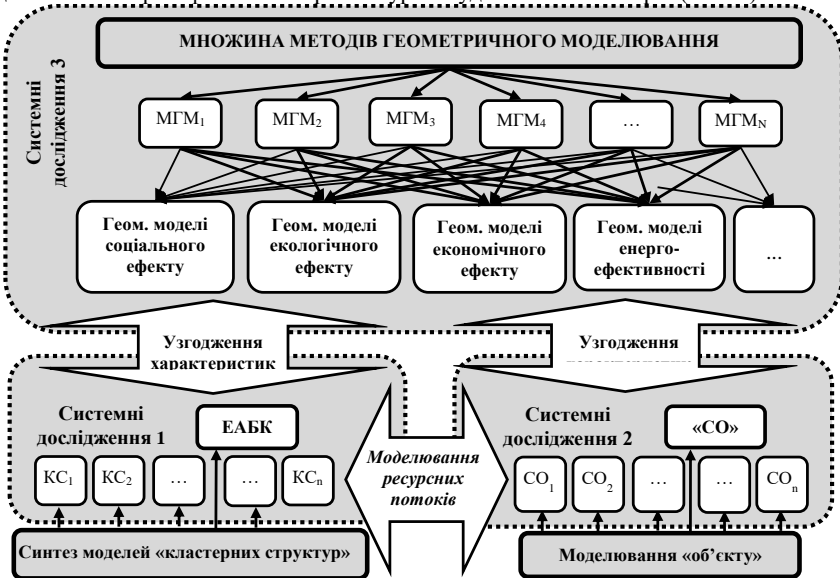 МНОЖИНА МЕТОДІВ ГЕОМЕТРИЧНОГО МОДЕЛЮВАННЯ
Системні
дослідження 3
МГМ1
МГМ2
МГМ3
МГМ4
…
МГМN
Геом. моделі
соціального
ефекту
Геом. моделі
екологічного
ефекту
Геом. моделі
економічного
ефекту
Геом. моделі
енерго-
ефективності
...
Узгодження
характеристик
Узгодження
Системні
дослідження 1
ЕАБК
КС1
КС2
…
…
КСn
Моделювання
ресурсних
потоків
Системні
дослідження 2
«СО»
СО1
СО2
…
…
СОn
Синтез моделей «кластерних структур»
Моделювання «об’єкту»